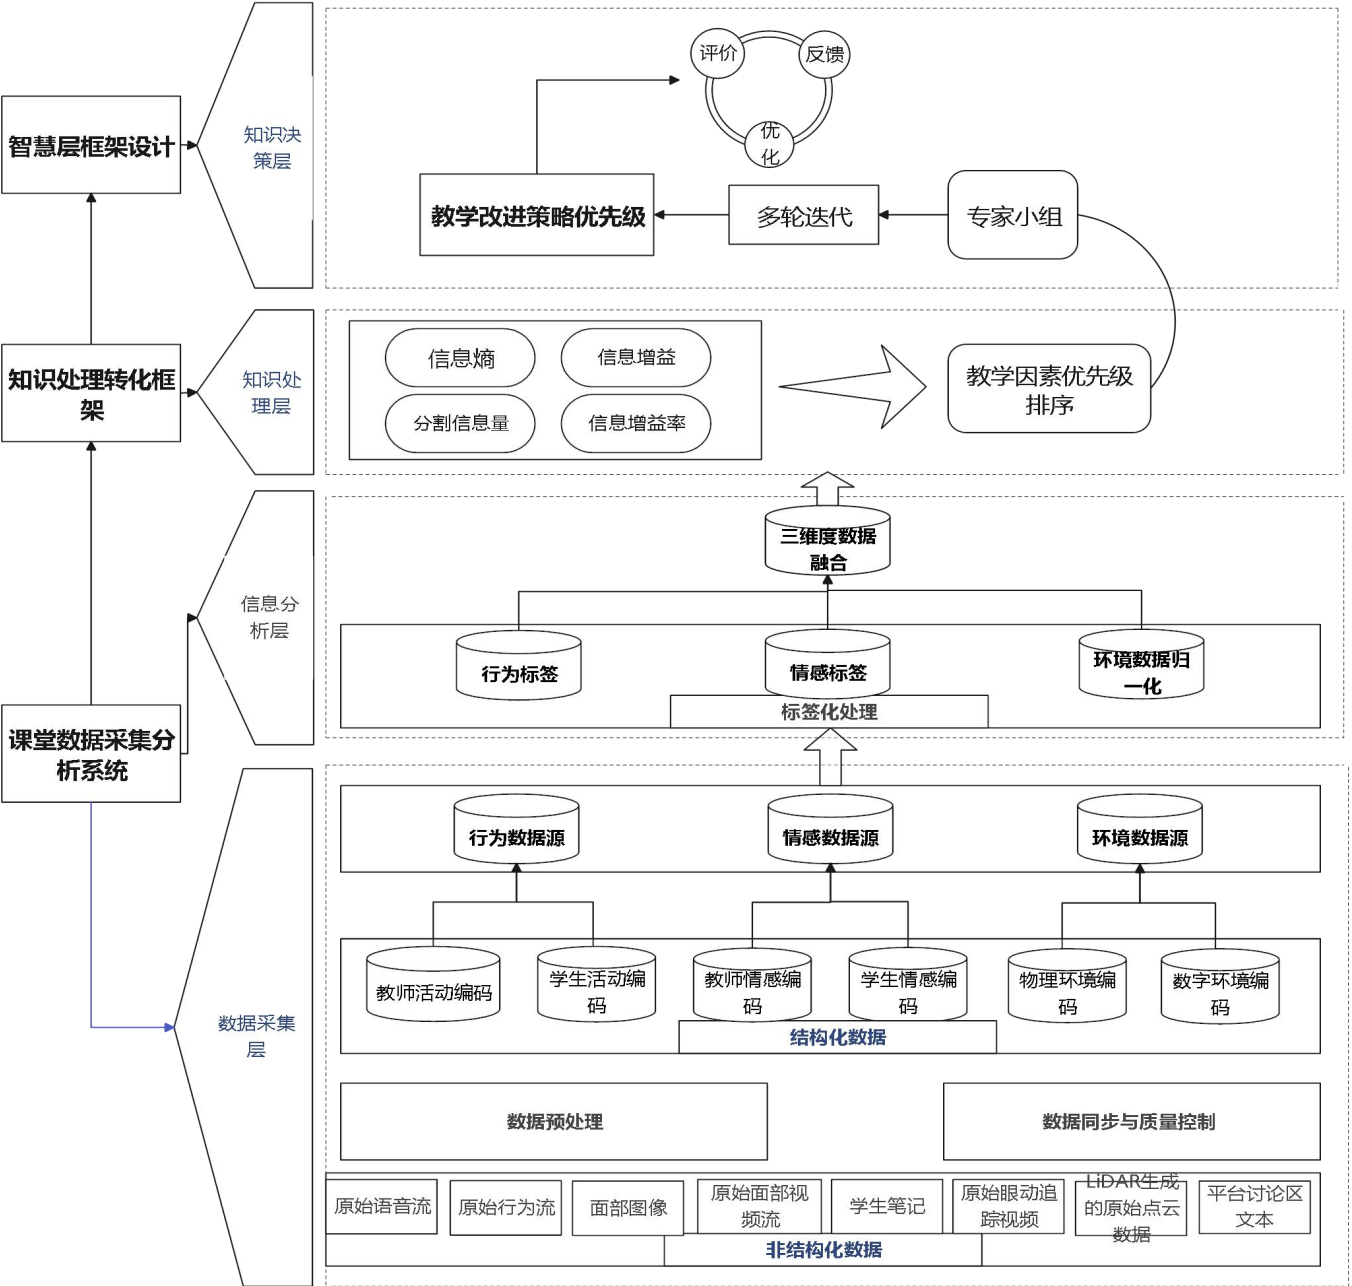 评价
反馈
优
化
智慧层框架设计
知识决
策层
教学改进策略优先级
多轮迭代
专家小组
知识处理转化框
架
知识处
理层
信息熵
信息增益
分割信息量
信息增益率
教学因素优先级
排序
信息分
析层
三维度数据
融合
行为标签
情感标签
环境数据归
一化
标签化处理
课堂数据采集分
析系统
行为数据源
情感数据源
环境数据源
数据采集
层
教师活动编码
学生活动编
码
教师情感编
码
学生情感编
码
物理环境编
码
数字环境编
码
结构化数据
数据预处理
数据同步与质量控制
原始语音流
原始行为流
面部图像
原始面部视
频流
学生笔记
原始眼动追
踪视频
LiDAR生成
的原始点云
数据
平台讨论区
文本
非结构化数据